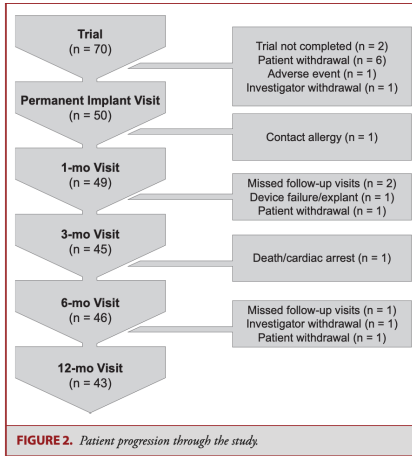 Trial
(n = 70)
Trial not completed (n = 2)
Patient withdrawal (n = 6)
Adverse event (n = 1)
Investigator withdrawal (n = 1)
Permanent Implant Visit
(n = 50)
Contact allergy (n = 1)
1-mo Visit
(n = 49)
Missed follow-up visits (n = 2)
Device failure/explant (n = 1)
Patient withdrawal (n = 1)
3-mo Visit
(n = 45)
Death/cardiac arrest (n = 1)
6-mo Visit
(n = 46)
Missed follow-up visits (n = 1)
Investigator withdrawal (n = 1)
Patient withdrawal (n = 1)
12-mo Visit
(n = 43)
FIGURE 2. Patient progression through the study.